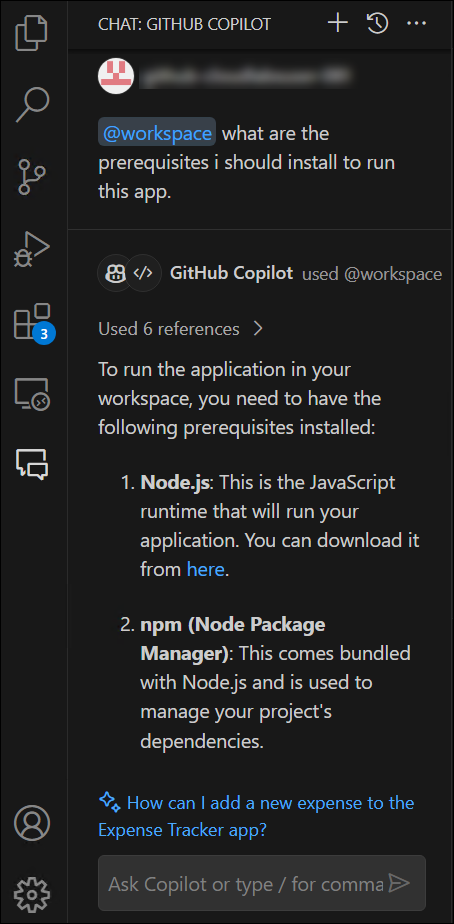 CHAT: GITHUB COPILOT
@workspace what are the
prerequisites i should install to run
this app.
GitHub Copilot used @workspace
Used 6 references
To run the application in your
workspace, you need to have the
following prerequisites installed:
1. Node.js: This is the JavaScript
runtime that will run your
application. You can download it
from here.
2. npm (Node Package
Manager): This comes bundled
with Node.js and is used to
manage your project's
dependencies.
How can I add a new expense to the
Expense Tracker app?
Ask Copilot or type / for comma
3